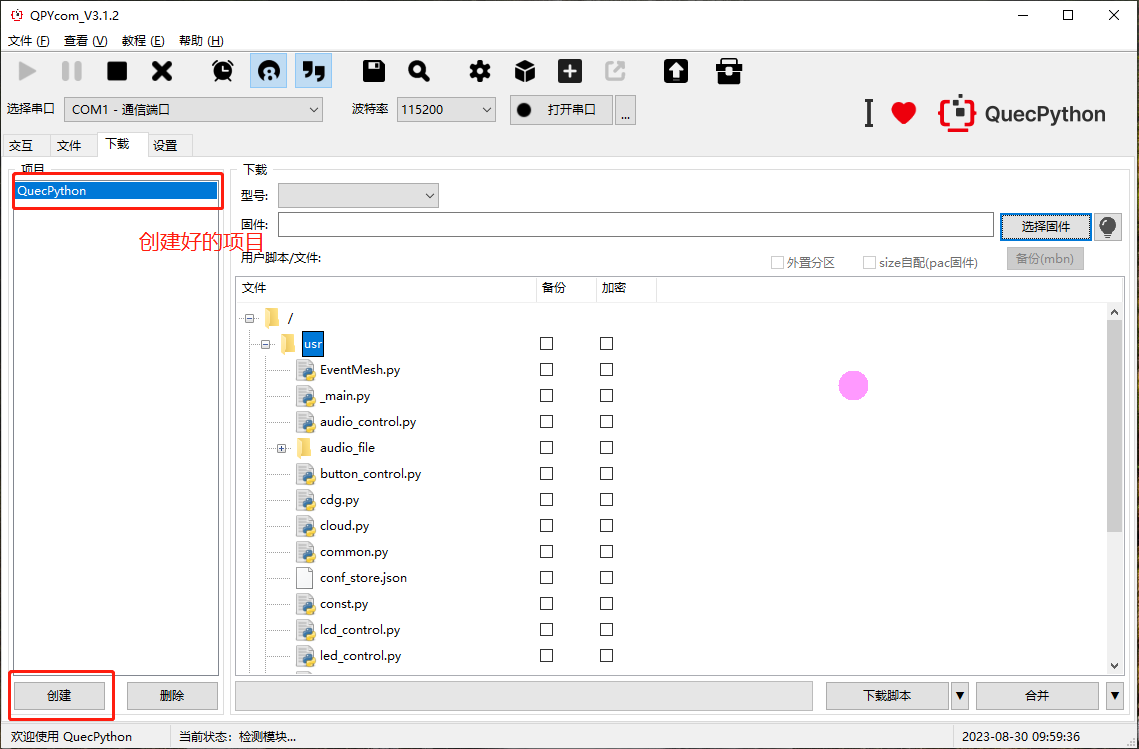 QPYcom_V3.1.2
文件 (F) 查看 (V) 教程 (E) 帮助 (H)
选择串口 COM1 - 通信端口 波特率 115200 打开串口 ...
QuecPython
交互 文件 下载 设置
项目
QuecPython
创建好的项目
创建 删除
下载
型号:
固件: 选择固件
用户脚本/文件: 外置分区 size自配(pac固件) 备份(mbn)
文件 备份 加密
/
usr
EventMesh.py
_main.py
audio_control.py
audio_file
button_control.py
cdg.py
cloud.py
common.py
conf_store.json
const.py
lcd_control.py
led_control.py
下载脚本 合并
欢迎使用 QuecPython 当前状态: 检测模块... 2023-08-30 09:59:36